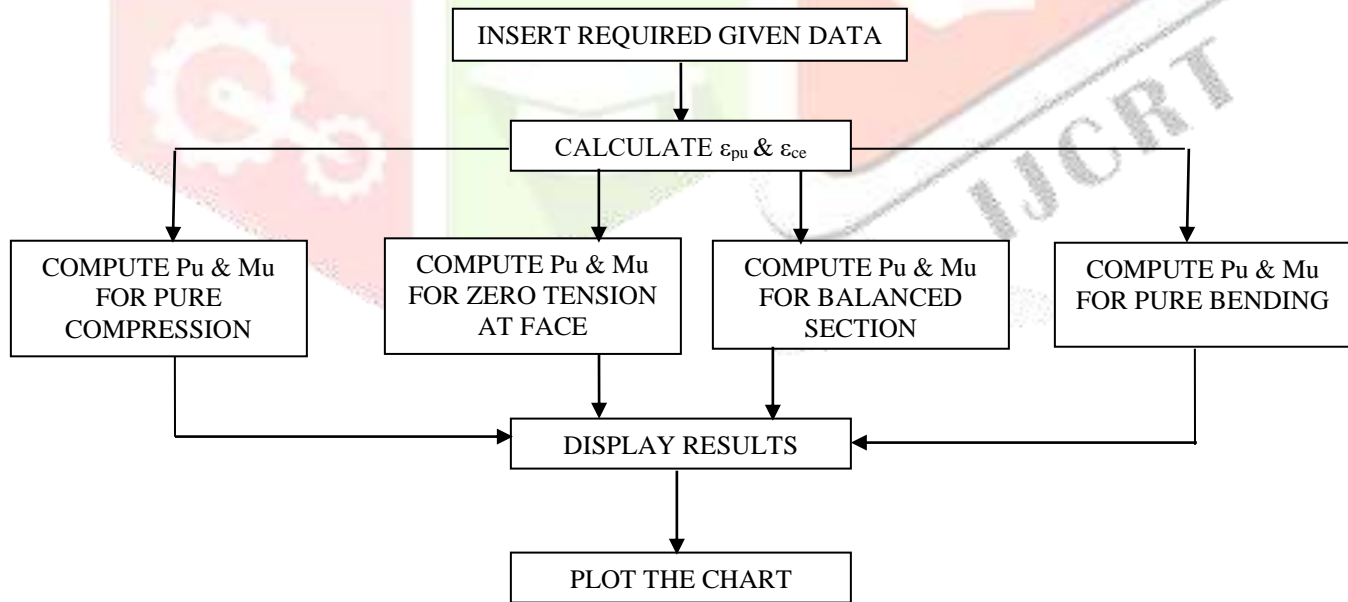 INSERT REQUIRED GIVEN DATA
CALCULATE εpu & εce
COMPUTE Pu & Mu
FOR PURE
COMPRESSION
COMPUTE Pu & Mu
FOR ZERO TENSION
AT FACE
COMPUTE Pu & Mu
FOR BALANCED
SECTION
COMPUTE Pu & Mu
FOR PURE BENDING
DISPLAY RESULTS
PLOT THE CHART
IJCRT